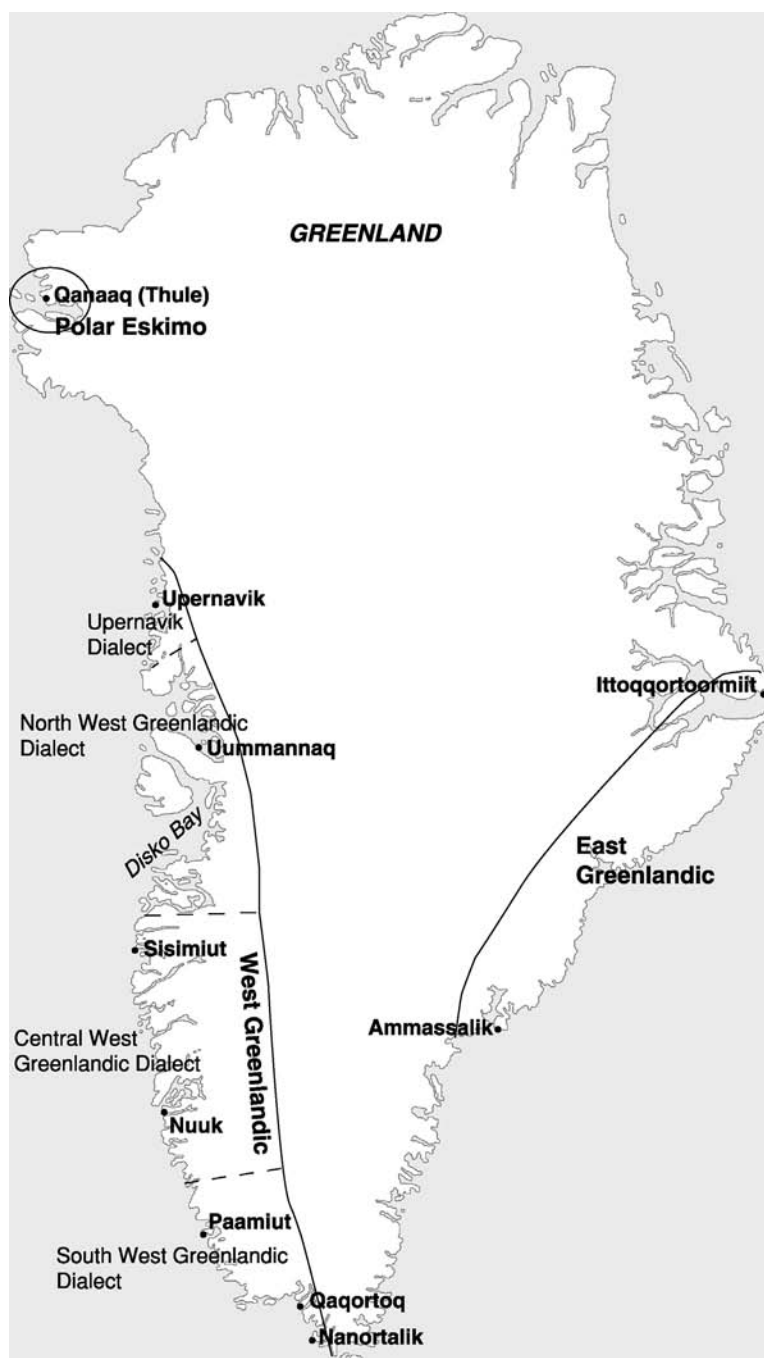 GREENLAND
Qanaaq (Thule)
Polar Eskimo
Upernavik
Upernavik
Dialect
Ittoqqortoormiit
North West Greenlandic
Dialect
Uummannaq
Disko Bay
East
Greenlandic
Sisimiut
West Greenlandic
Ammassalik
Central West
Greenlandic Dialect
Nuuk
Paamiut
South West Greenlandic
Dialect
Qaqortoq
Nanortalik